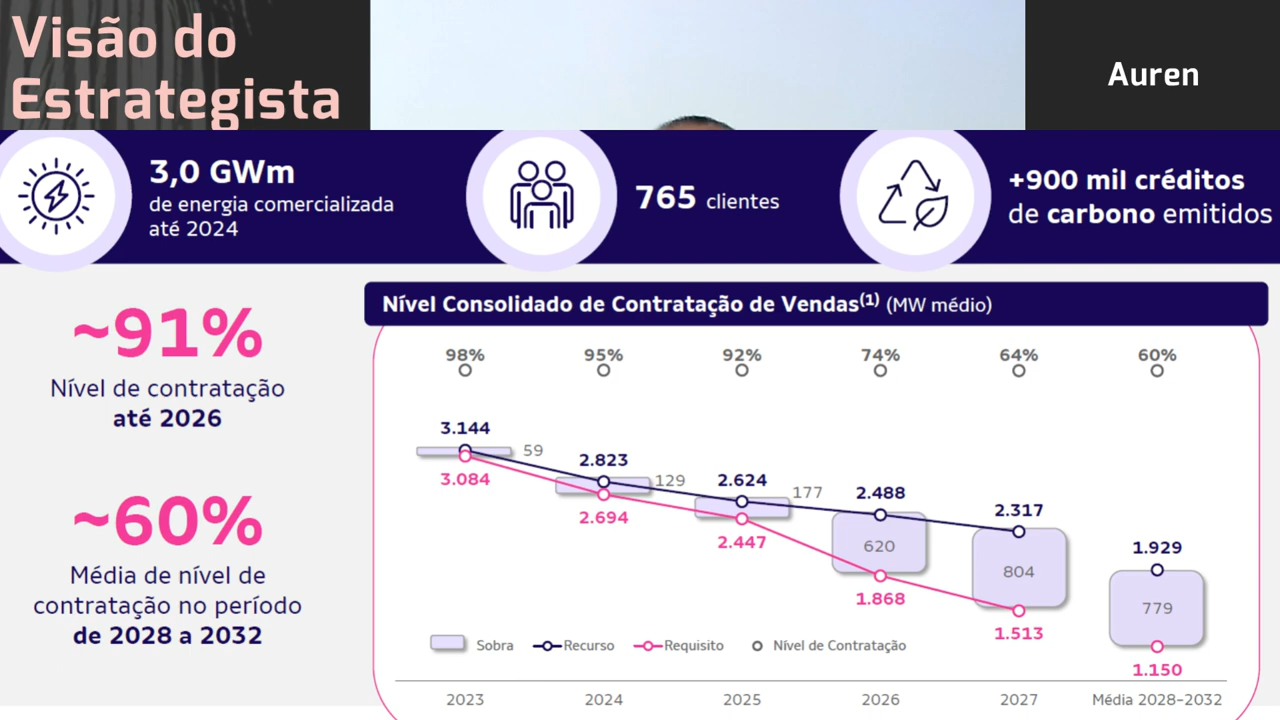 Visão do
Estrategista
Auren
3,0 GWm
de energia comercializada
até 2024
765 clientes
+900 mil créditos
de carbono emitidos
~91%
Nível de contratação
até 2026
~60%
Média de nível de
contratação no período
de 2028 a 2032
Nível Consolidado de Contratação de Vendas(1) (MW médio)
98% 95% 92% 74% 64% 60%
3.144 2.823 2.624 2.488 2.317 1.929
59 129 177 620 804 779
3.084 2.694 2.447 1.868 1.513 1.150
Sobra Recurso Requisito Nível de Contratação
2023 2024 2025 2026 2027 Média 2028-2032